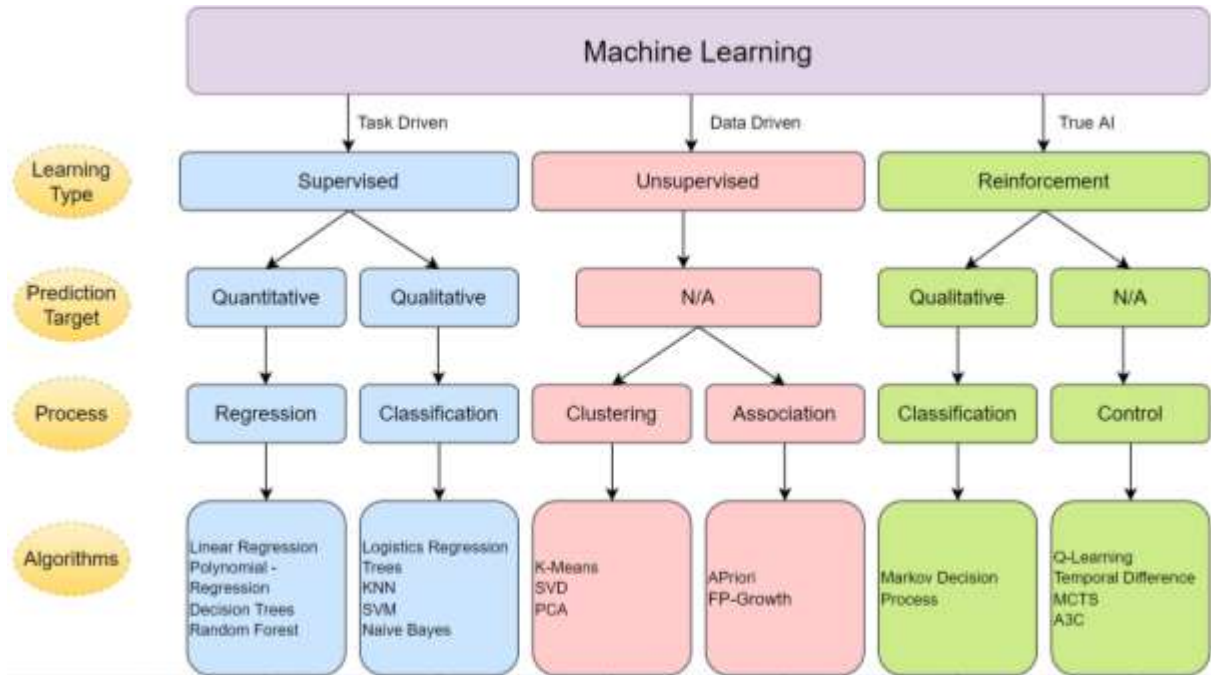 Machine Learning
Task Driven
Data Driven
True AI
Learning
Type
Supervised
Unsupervised
Reinforcement
Prediction
Target
Quantitative
Qualitative
N/A
Qualitative
N/A
Process
Regression
Classification
Clustering
Association
Classification
Control
Algorithms
Linear Regression
Polynomial -
Regression
Decision Trees
Random Forest
Logistics Regression
Trees
KNN
SVM
Naive Bayes
K-Means
SVD
PCA
APriori
FP-Growth
Markov Decision
Process
Q-Learning
Temporal Difference
MCTS
A3C